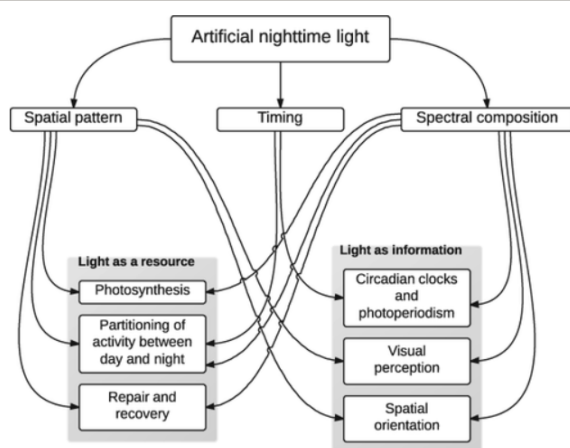 Artificial nighttime light
Spatial pattern
Timing
Spectral composition
Light as a resource
Photosynthesis
Partitioning of
activity between
day and night
Repair and
recovery
Light as information
Circadian clocks
and
photoperiodism
Visual
perception
Spatial
orientation